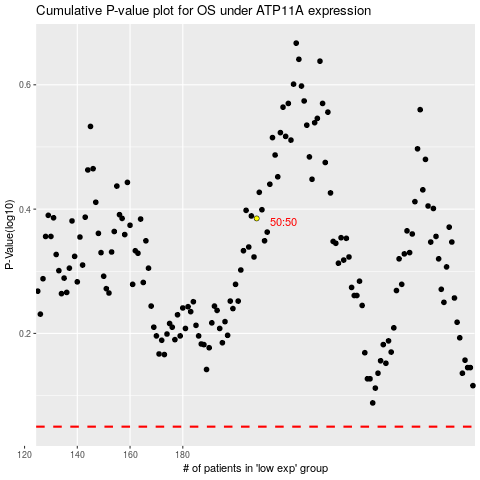 Cumulative P-value plot for OS under ATP11A expression
P-Value(log10)
0.6
0.4
0.2
50:50
120 140 160 180
# of patients in 'low exp' group